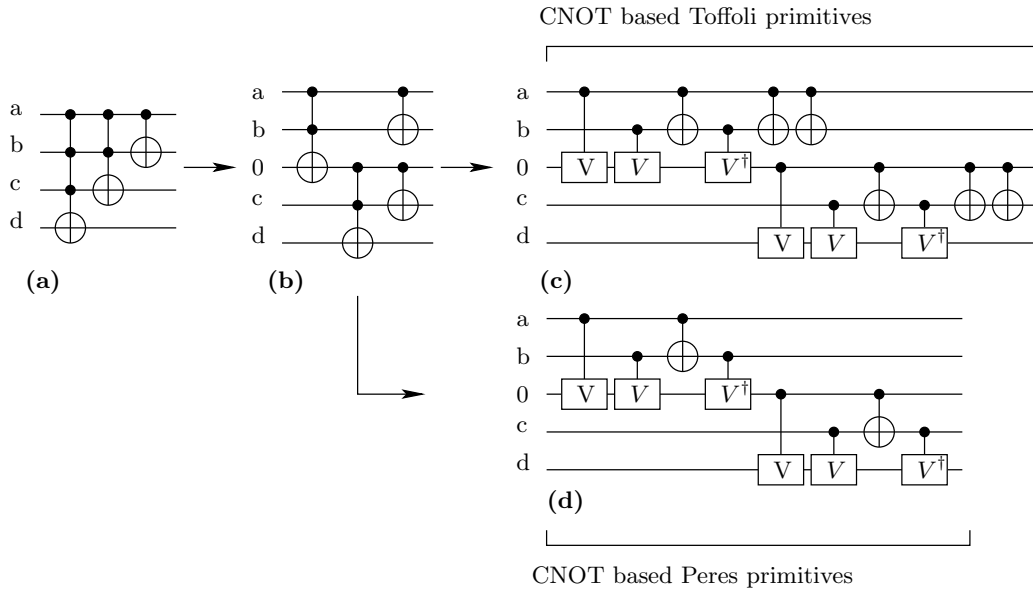 CNOT based Toffoli primitives
a
b
c
d
(a)
a
b
0
c
d
(b)
a
b
0
c
d
V
V
V†
V
V
V†
(c)
a
b
0
c
d
V
V
V†
V
V
V†
(d)
CNOT based Peres primitives